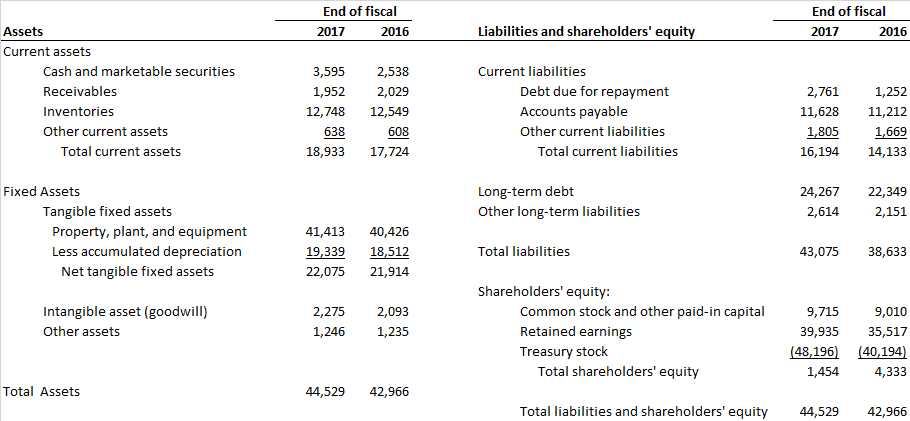 End of fiscal End of fiscal
Assets 2017 2016 Liabilities and shareholders' equity 2017 2016
Current assets
Cash and marketable securities 3,595 2,538 Current liabilities
Receivables 1,952 2,029 Debt due for repayment 2,761 1,252
Inventories 12,748 12,549 Accounts payable 11,628 11,212
Other current assets 638 608 Other current liabilities 1,805 1,669
Total current assets 18,933 17,724 Total current liabilities 16,194 14,133
Fixed Assets Long-term debt 24,267 22,349
Tangible fixed assets Other long-term liabilities 2,614 2,151
Property, plant, and equipment 41,413 40,426
Less accumulated depreciation 19,339 18,512 Total liabilities 43,075 38,633
Net tangible fixed assets 22,075 21,914
Shareholders' equity:
Intangible asset (goodwill) 2,275 2,093 Common stock and other paid-in capital 9,715 9,010
Other assets 1,246 1,235 Retained earnings 39,935 35,517
Treasury stock (48,196) (40,194)
Total shareholders' equity 1,454 4,333
Total Assets 44,529 42,966
Total liabilities and shareholders' equity 44,529 42,966